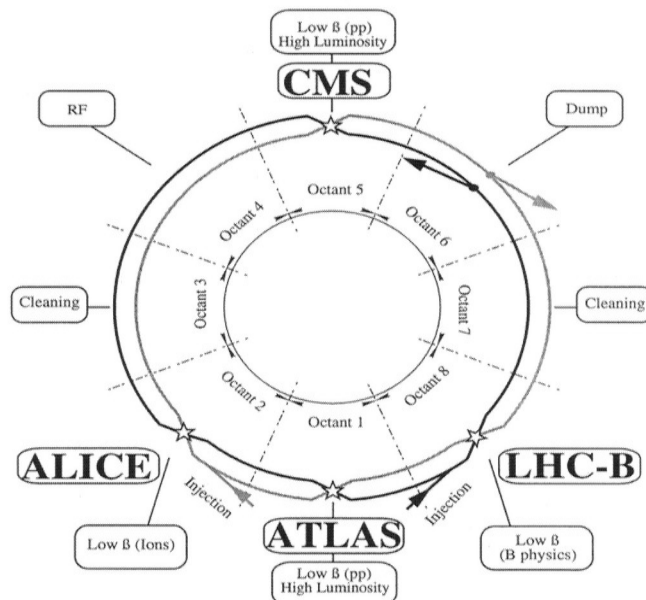 Low ß (pp)
High Luminosity
CMS
RF
Dump
Octant 5
Octant 4
Octant 6
Cleaning
Octant 3
Octant 7
Cleaning
Octant 2
Octant 8
Octant 1
ALICE
LHC-B
Injection
Injection
ATLAS
Low ß (Ions)
Low ß (pp)
High Luminosity
Low ß
(B physics)